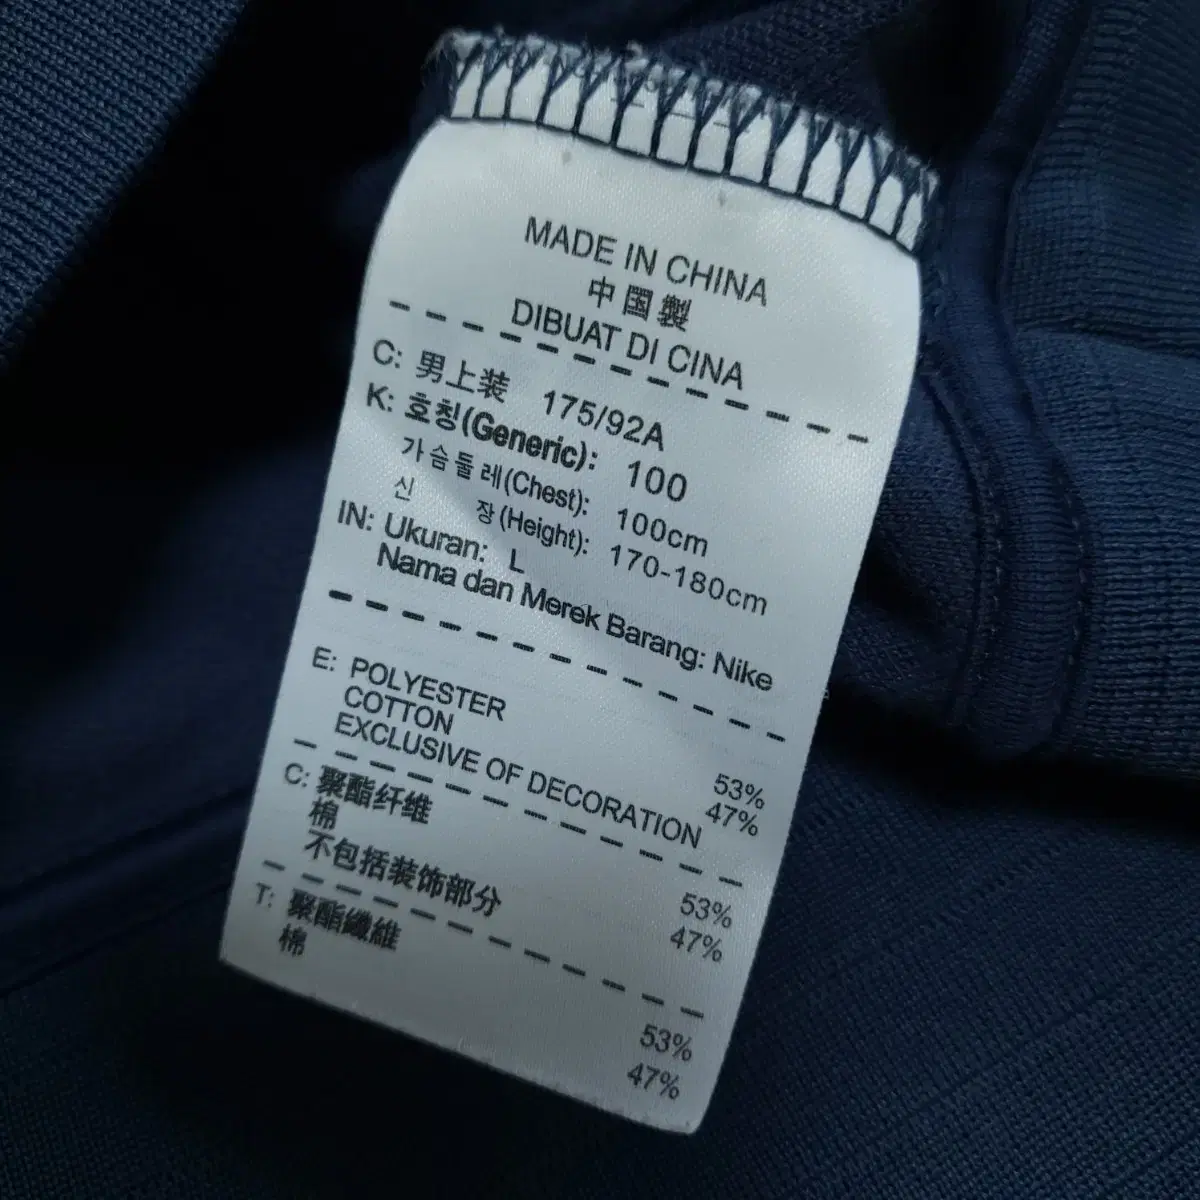 MADE IN CHINA
中国製
DIBUAT DI CINA
C: 男上装 175/92A
K: 호칭(Generic): 100
가슴둘레(Chest): 100cm
신 장(Height): 170-180cm
IN: Ukuran: L
Nama dan Merek Barang: Nike
E: POLYESTER 53%
COTTON 47%
EXCLUSIVE OF DECORATION
C: 聚酯纤维 53%
棉 47%
不包括装饰部分
T: 聚酯纖維 53%
棉 47%